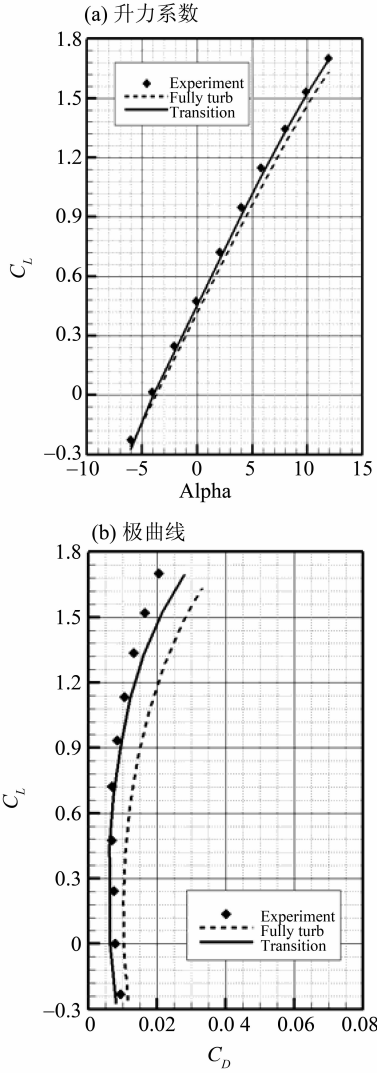 (a) 升力系数
1.8
1.5
1.2
0.9
0.6
0.3
0
–0.3
C_L
Experiment
Fully turb
Transition
–10 –5 0 5 10 15
Alpha
(b) 极曲线
1.8
1.5
1.2
0.9
0.6
0.3
0
–0.3
C_L
Experiment
Fully turb
Transition
0 0.02 0.0 4 0.06 0.08
C_D